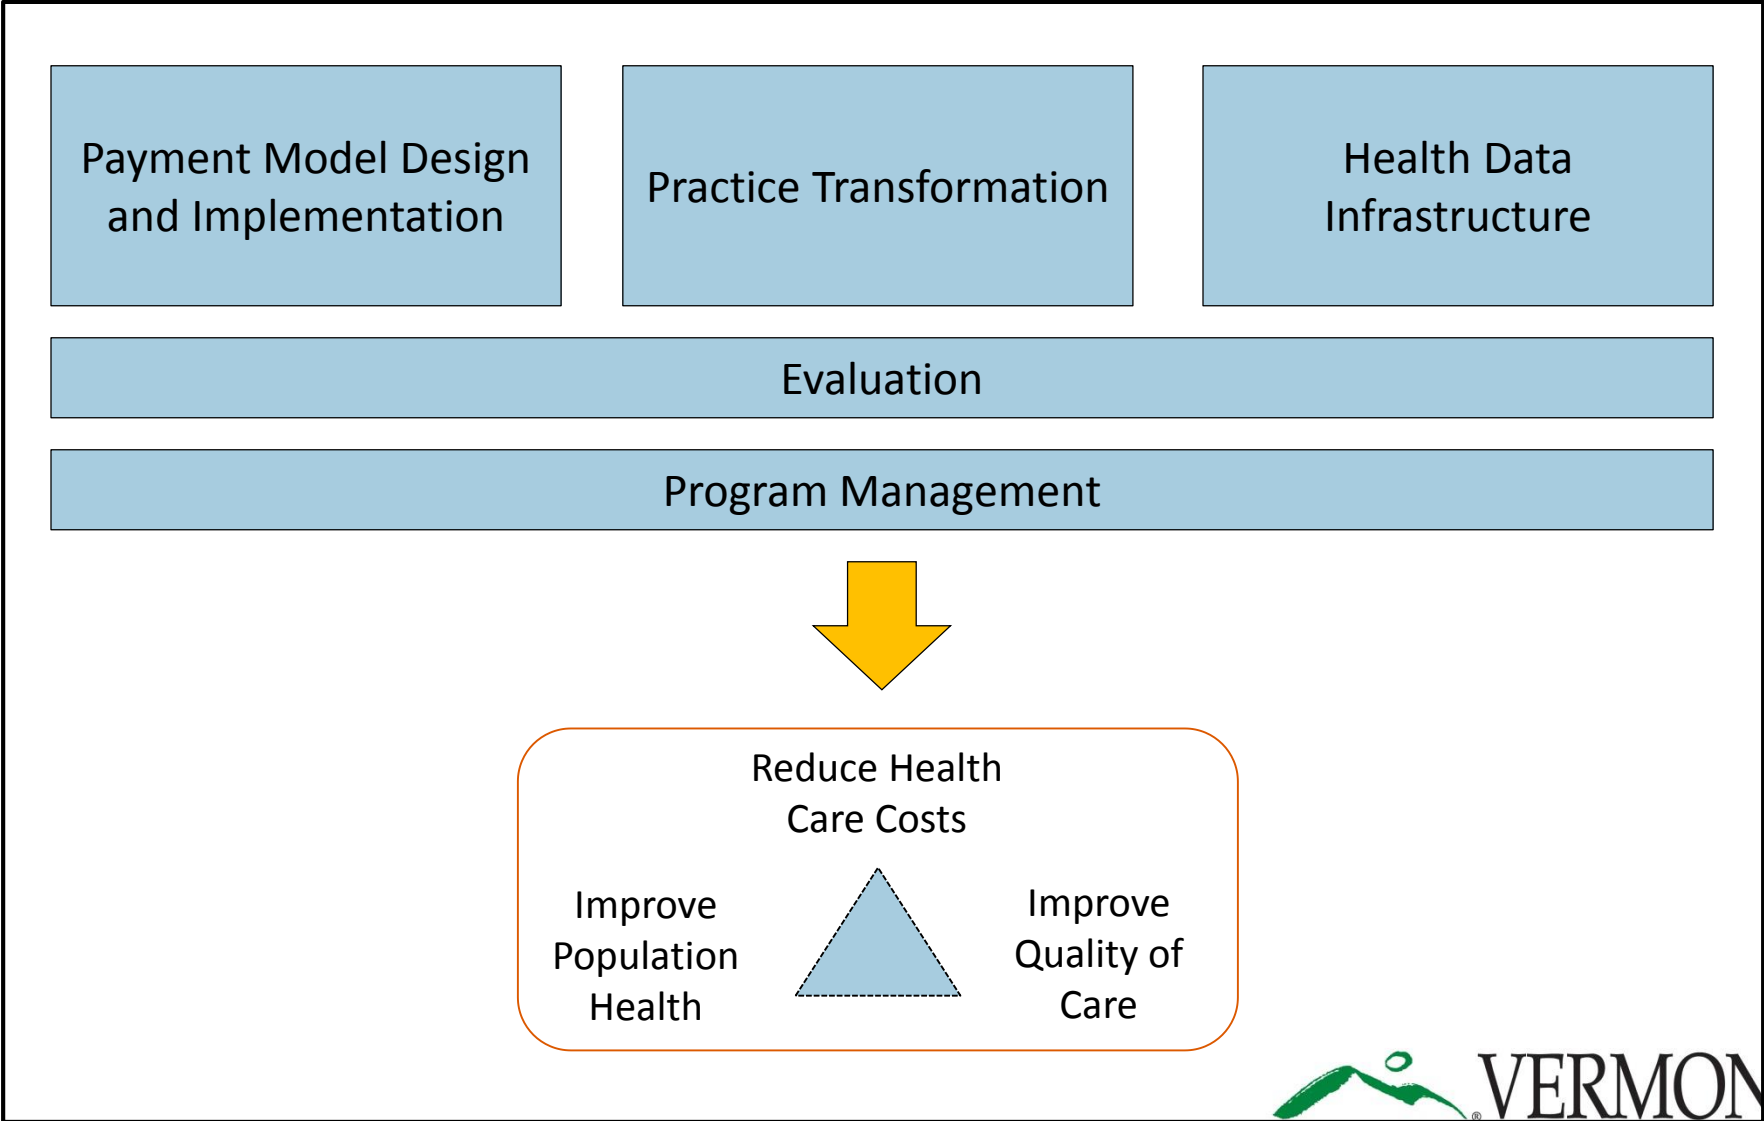 Payment Model Design
and Implementation
Practice Transformation
Health Data
Infrastructure
Evaluation
Program Management
Reduce Health
Care Costs
Improve
Population
Health
Improve
Quality of
Care
® VERMON